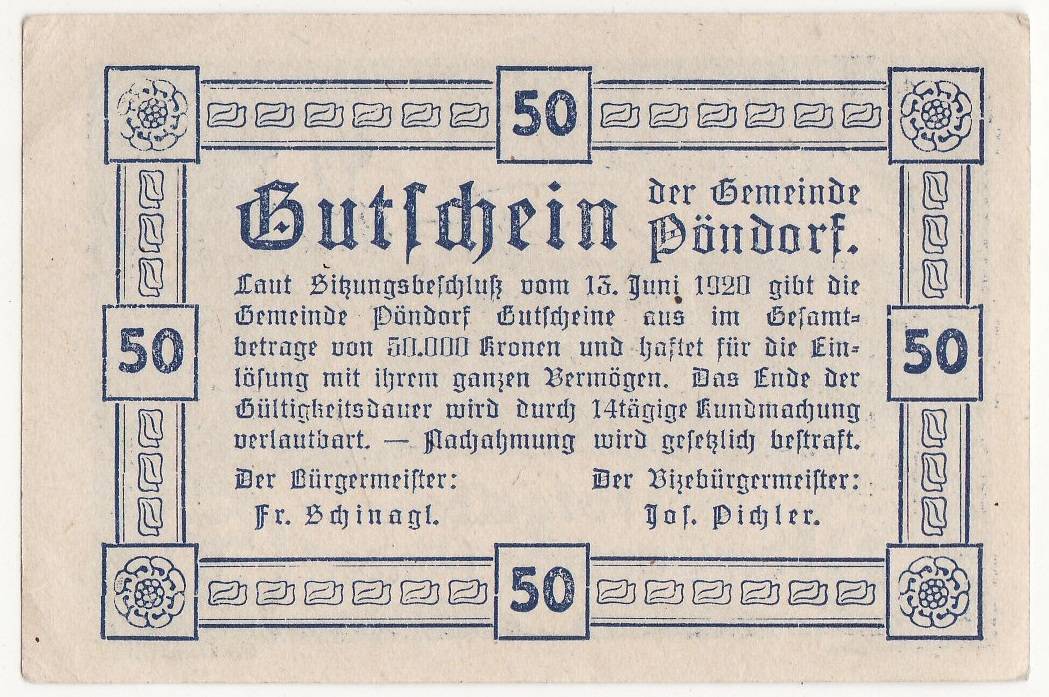 50
Gutschein der Gemeinde
Pöndorf.
Laut Sitzungsbeschluß vom 13. Juni 1920 gibt die
Gemeinde Pöndorf Gutscheine aus im Gesamt=
betrage von 50.000 Kronen und haftet für die Ein=
lösung mit ihrem ganzen Vermögen. Das Ende der
50 50
Gültigkeitsdauer wird durch 14tägige Kundmachung
verlautbart. — Nachahmung wird gesetzlich bestraft.
Der Bürgermeister: Der Vizebürgermeister:
Fr. Schinagl. Jos. Pichler.
50